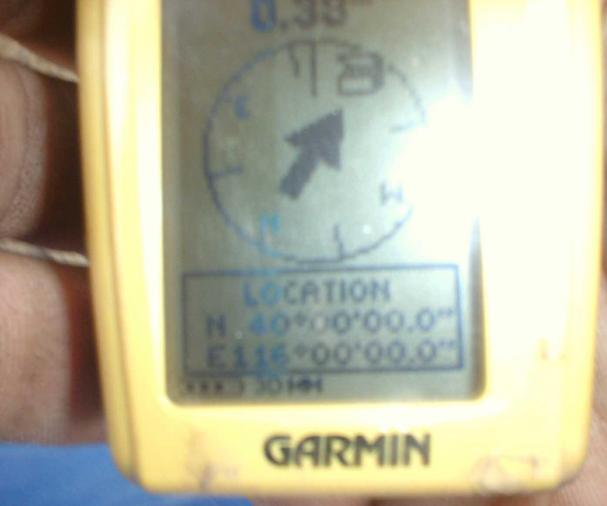 E
W
N
LOCATION
N 40°00'00.0"
E116°00'00.0"
GARMIN